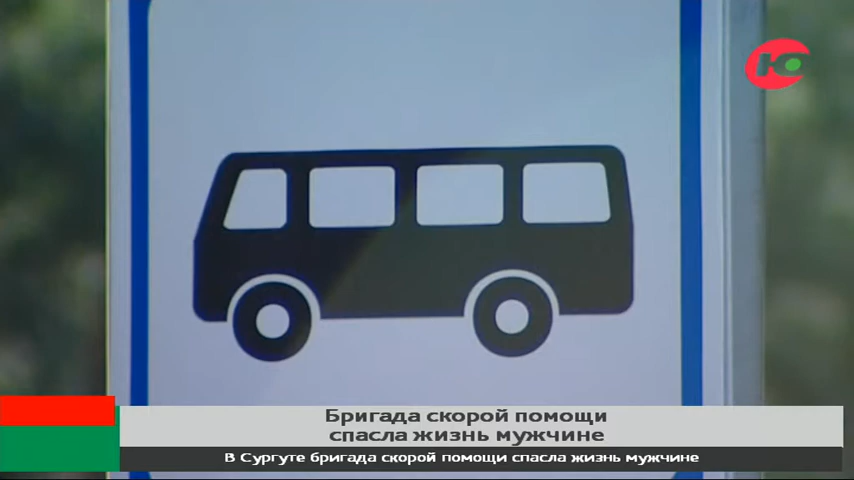 Ю
Бригада скорой помощи
спасла жизнь мужчине
В Сургуте бригада скорой помощи спасла жизнь мужчине